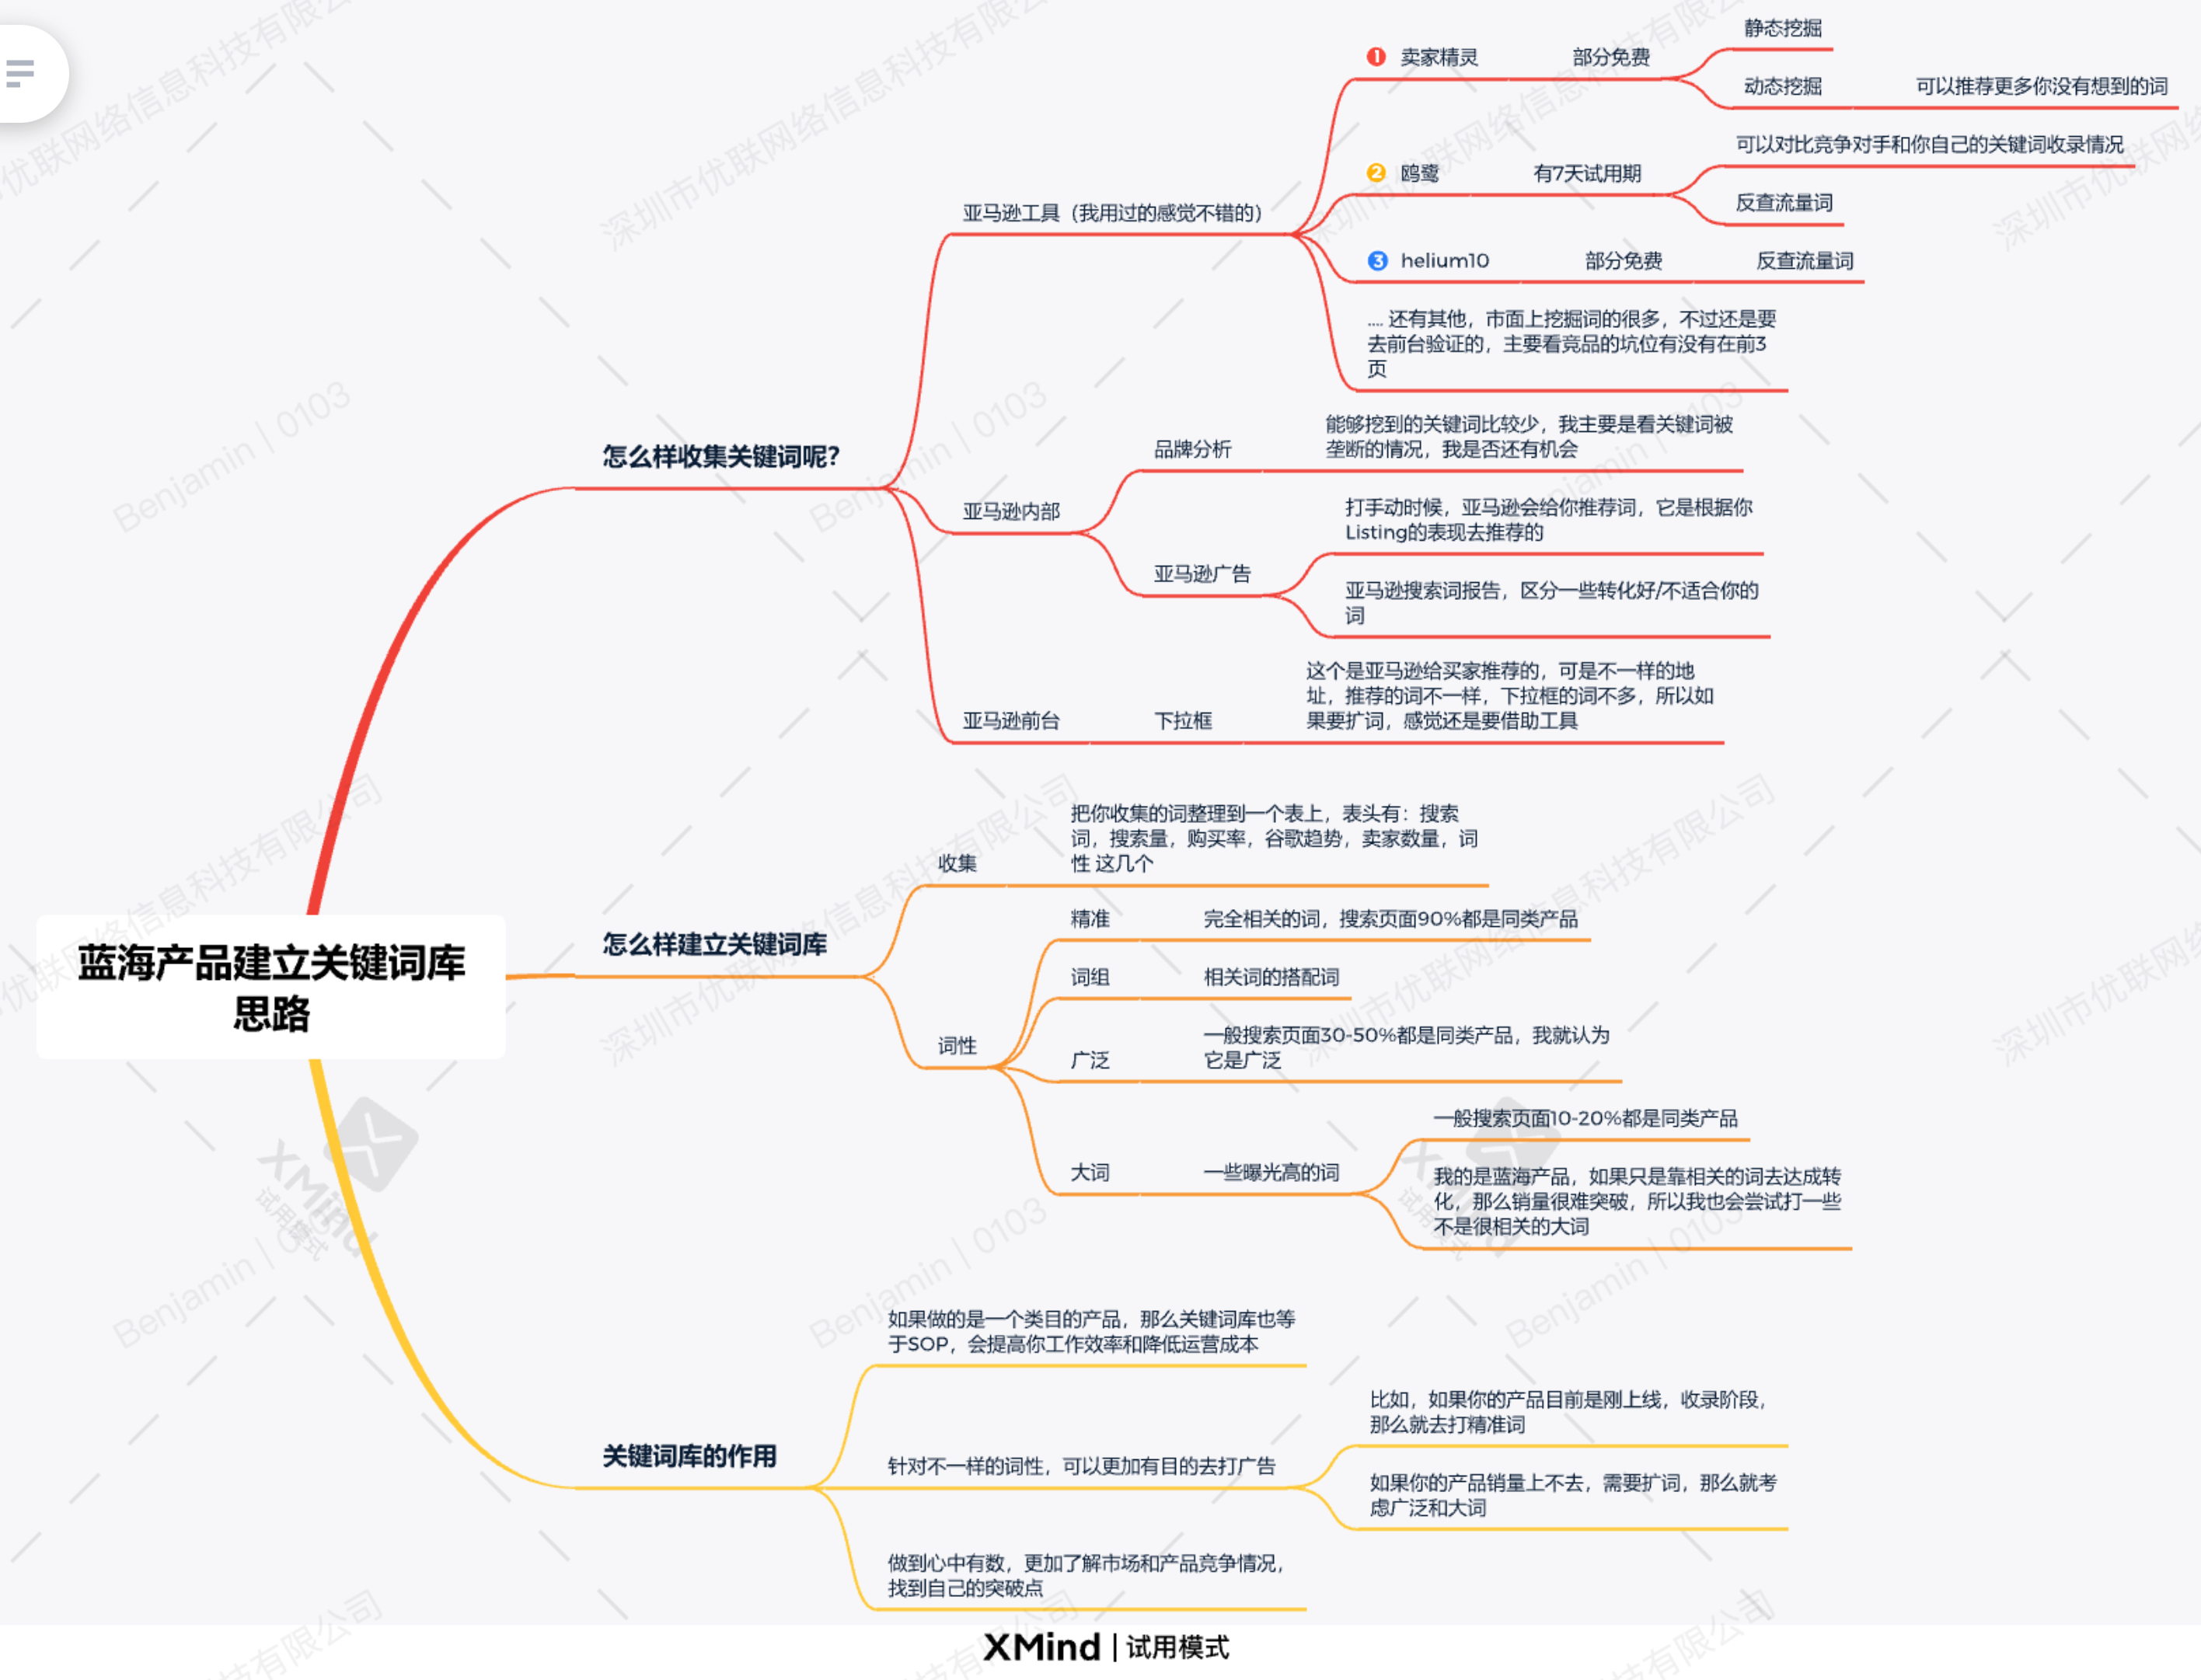 蓝海产品建立关键词库
思路
怎么样收集关键词呢？
亚马逊工具（我用过的感觉不错的）
1 卖家精灵
部分免费
静态挖掘
动态挖掘
可以推荐更多你没有想到的词
2 鸥鹭
有7天试用期
可以对比竞争对手和你自己的关键词收录情况
反查流量词
3 helium10
部分免费
反查流量词
.... 还有其他，市面上挖掘词的很多，不过还是要
去前台验证的，主要看竞品的坑位有没有在前3
页
亚马逊内部
品牌分析
能够挖到的关键词比较少，我主要是看关键词被
垄断的情况，我是否还有机会
亚马逊广告
打手动时候，亚马逊会给你推荐词，它是根据你
Listing的表现去推荐的
亚马逊搜索词报告，区分一些转化好/不适合你的
词
亚马逊前台
下拉框
这个是亚马逊给买家推荐的，可是不一样的地
址，推荐的词不一样，下拉框的词不多，所以如
果要扩词，感觉还是要借助工具
怎么样建立关键词库
收集
把你收集的词整理到一个表上，表头有：搜索
词，搜索量，购买率，谷歌趋势，卖家数量，词
性 这几个
词性
精准
完全相关的词，搜索页面90%都是同类产品
词组
相关词的搭配词
广泛
一般搜索页面30-50%都是同类产品，我就认为
它是广泛
大词
一些曝光高的词
一般搜索页面10-20%都是同类产品
我的是蓝海产品，如果只是靠相关的词去达成转
化，那么销量很难突破，所以我也会尝试打一些
不是很相关的大词
关键词库的作用
如果做的是一个类目的产品，那么关键词库也等
于SOP，会提高你工作效率和降低运营成本
针对不一样的词性，可以更加有目的去打广告
比如，如果你的产品目前是刚上线，收录阶段，
那么就去打精准词
如果你的产品销量上不去，需要扩词，那么就考
虑广泛和大词
做到心中有数，更加了解市场和产品竞争情况，
找到自己的突破点
XMind | 试用模式
深圳市优联网络信息科技有限公司
Benjamin | 0103
XMind
试用模式